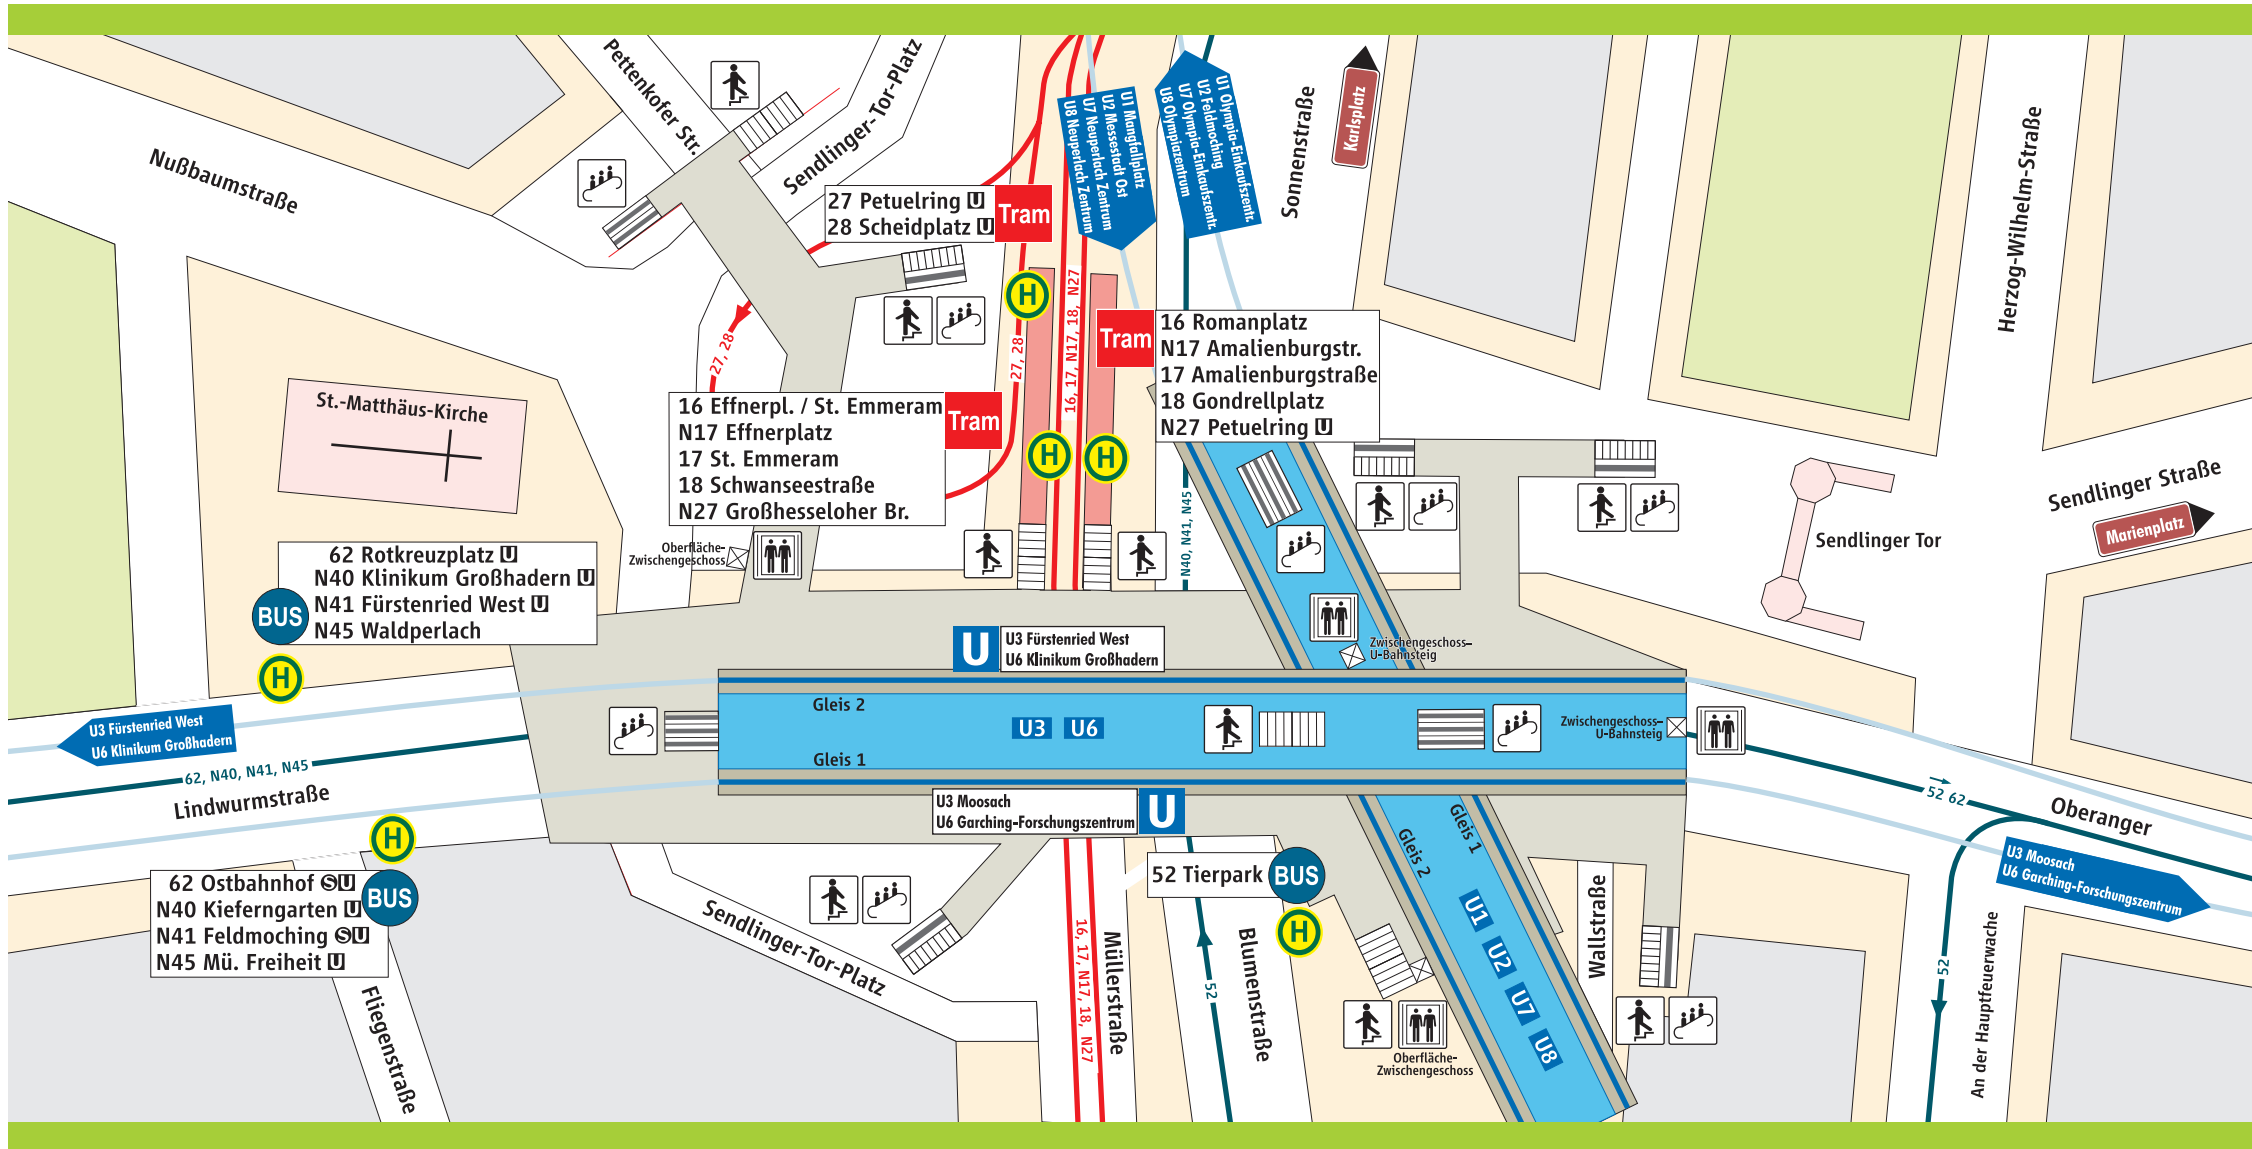 Pettenkofer Str.
Sendlinger-Tor-Platz
Nußbaumstraße
27 Petuelring U
28 Scheidplatz U
Tram
U1 Mangfallplatz
U2 Messestadt Ost
U7 Neuperlach Zentrum
U8 Neuperlach Zentrum
U1 Olympia-Einkaufszentr.
U2 Feldmoching
U7 Olympia-Einkaufszentr.
U8 Olympiazentrum
Sonnenstraße
Karlsplatz
Herzog-Wilhelm-Straße
H
27, 28
27, 28
16, 17, N17, 18, N27
Tram
16 Romanplatz
N17 Amalienburgstr.
17 Amalienburgstraße
18 Gondrellplatz
N27 Petuelring U
St.-Matthäus-Kirche
16 Effnerpl. / St. Emmeram
N17 Effnerplatz
17 St. Emmeram
18 Schwanseestraße
N27 Großhesseloher Br.
Tram
H
H
N40, N41, N45
Sendlinger Straße
Marienplatz
Sendlinger Tor
Oberfläche-
Zwischengeschoss
62 Rotkreuzplatz U
N40 Klinikum Großhadern U
N41 Fürstenried West U
N45 Waldperlach
BUS
H
U
U3 Fürstenried West
U6 Klinikum Großhadern
Zwischengeschoss-
U-Bahnsteig
Gleis 2
U3 U6
Gleis 1
Zwischengeschoss-
U-Bahnsteig
U3 Fürstenried West
U6 Klinikum Großhadern
62, N40, N41, N45
Lindwurmstraße
U3 Moosach
U6 Garching-Forschungszentrum
U
52 62
Oberanger
U3 Moosach
U6 Garching-Forschungszentrum
H
62 Ostbahnhof SU
N40 Kieferngarten U
N41 Feldmoching SU
N45 Mü. Freiheit U
BUS
Fliegenstraße
Sendlinger-Tor-Platz
16, 17, N17, 18, N27
Müllerstraße
52 Tierpark
BUS
H
52
Blumenstraße
Gleis 1
Gleis 2
U1
U2
U7
U8
Wallstraße
Oberfläche-
Zwischengeschoss
52
An der Hauptfeuerwache